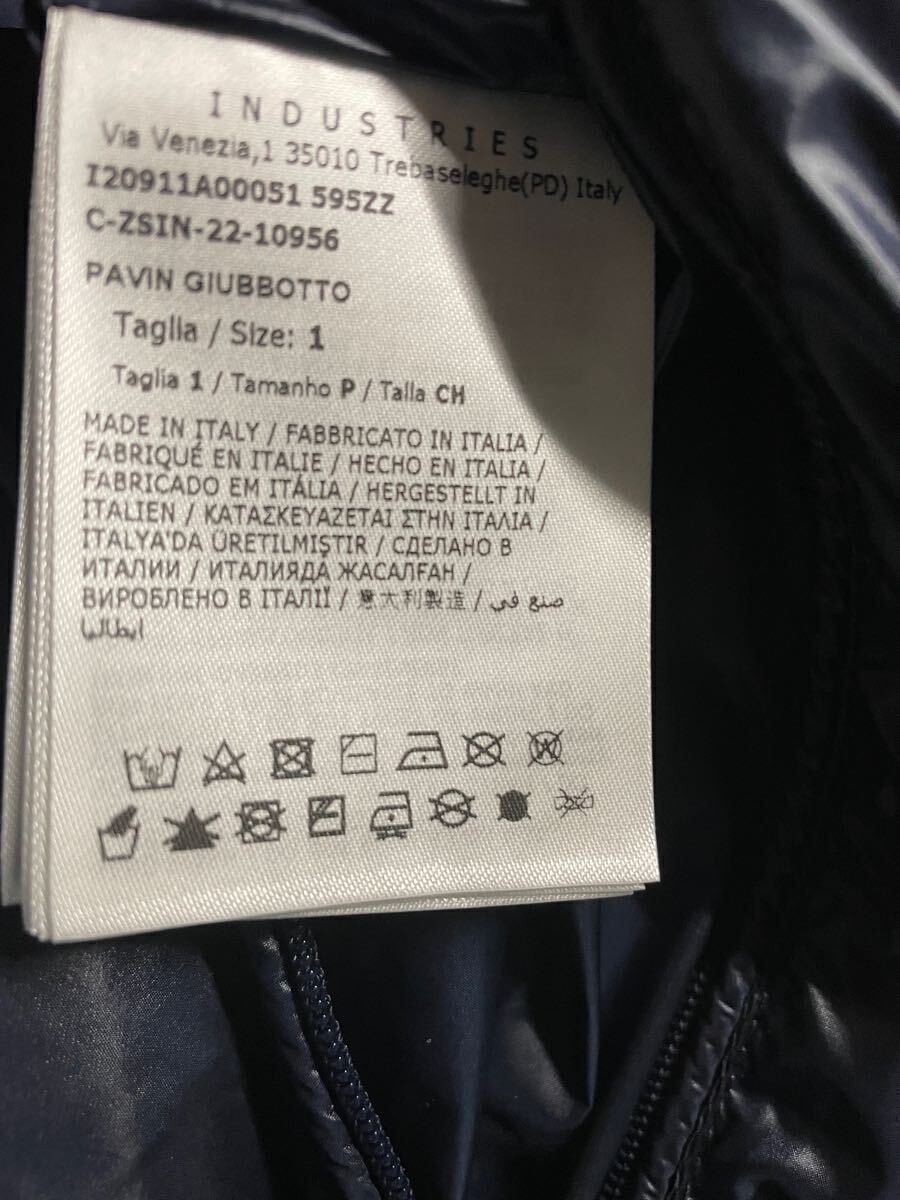 INDUSTRIES
Via Venezia,1 35010 Trebaseleghe(PD) Italy
I20911A00051 595ZZ
C-ZSIN-22-10956
PAVIN GIUBBOTTO
Taglia / Size: 1
Taglia 1 / Tamanho P / Talla CH
MADE IN ITALY / FABBRICATO IN ITALIA /
FABRIQUÉ EN ITALIE / HECHO EN ITALIA /
FABRICADO EM ITÁLIA / HERGESTELLT IN
ITALIEN / ΚΑΤΑΣΚΕΥΑΖΕΤΑΙ ΣΤΗΝ ΙΤΑΛΙΑ /
ITALYA'DA ÜRETILMIŞTIR / СДЕЛАНО В
ИТАЛИИ / ИТАЛИЯДА ЖАСАЛҒАН /
ВИРОБЛЕНО В ІТАЛІЇ / 意大利製造 / صنع في
ايطاليا